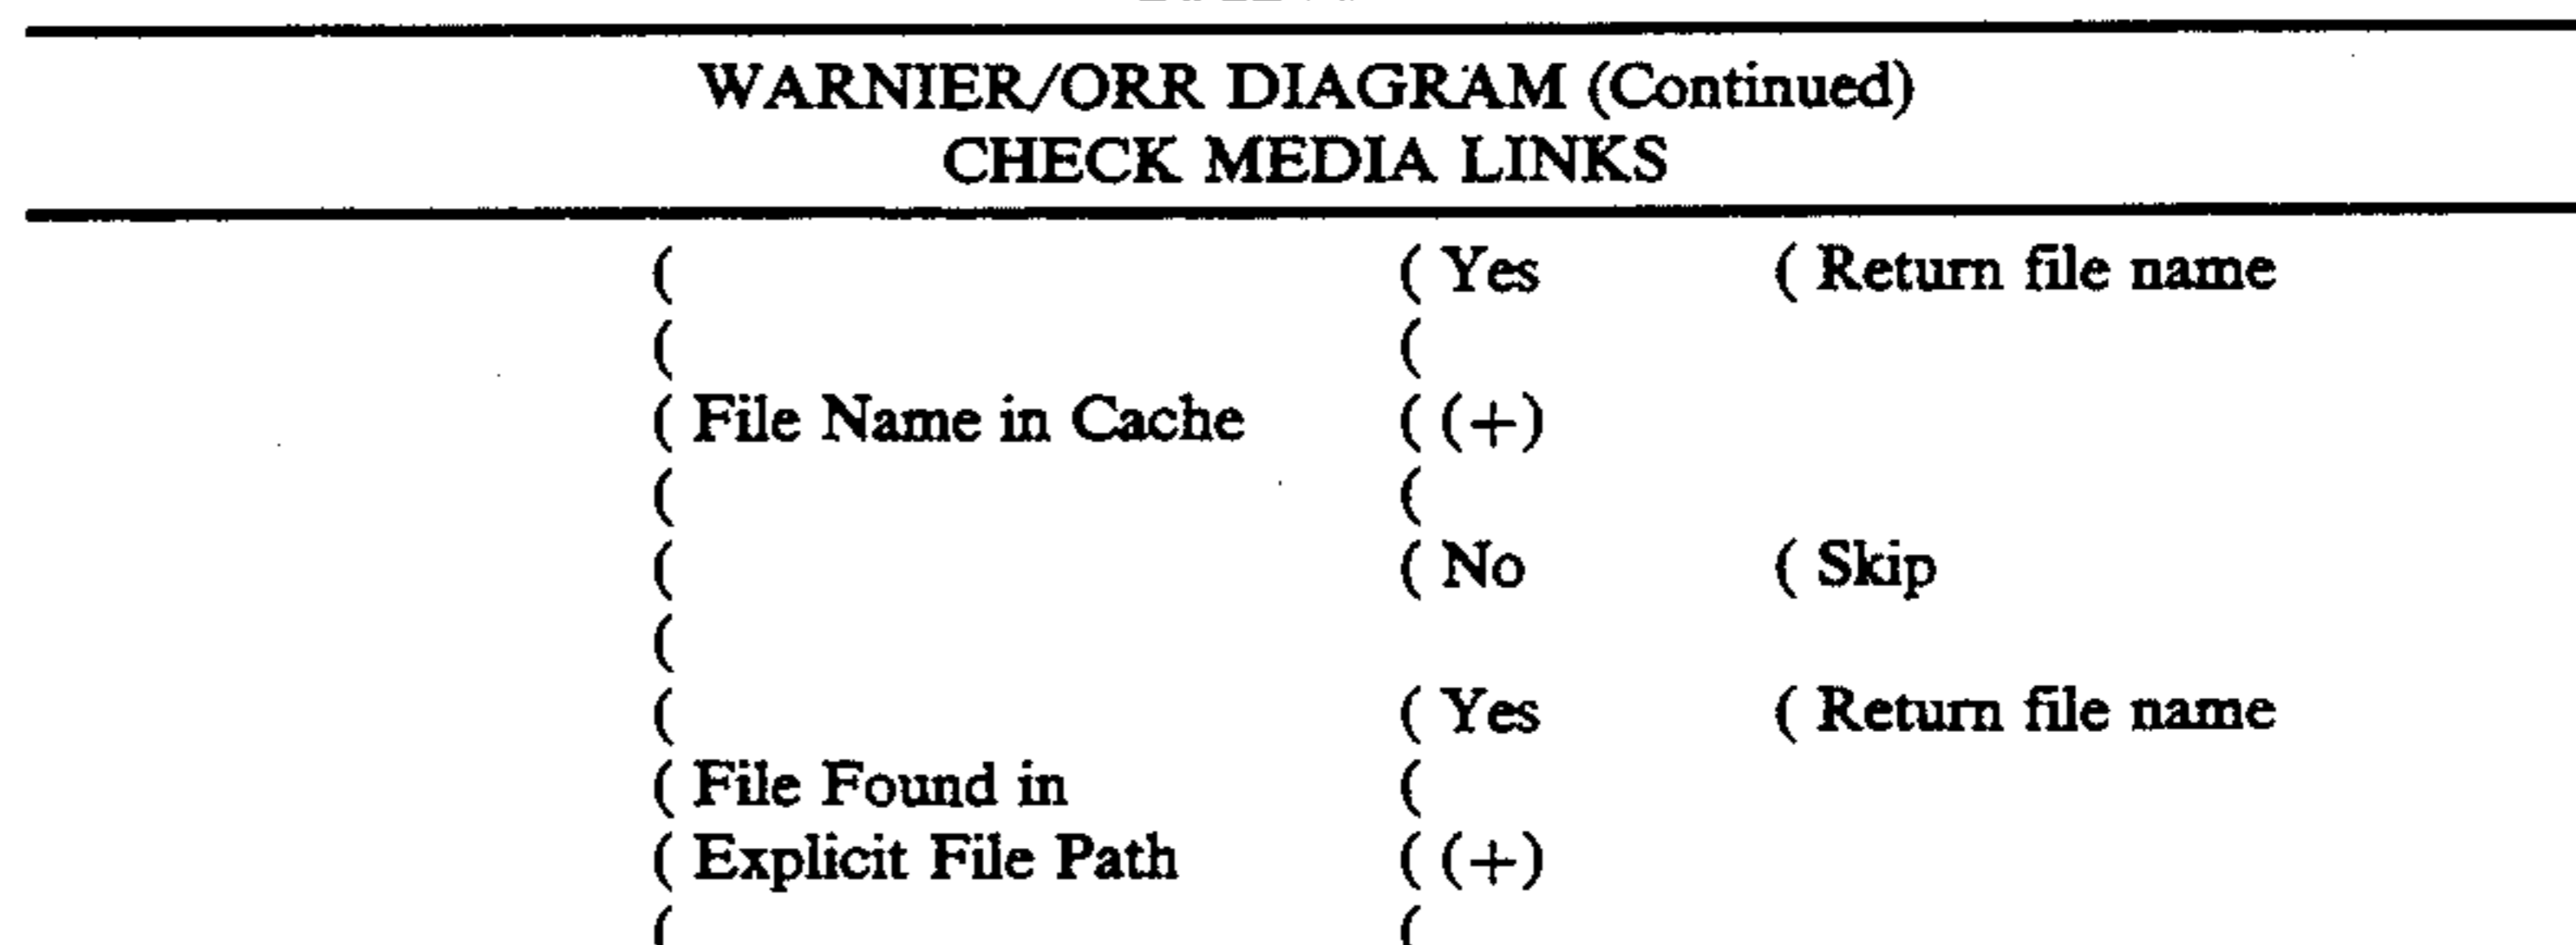 WARNIER/ORR DIAGRAM (Continued)
CHECK MEDIA LINKS
( ( Yes ( Return file name
( (
( File Name in Cache ( (+)
( (
( ( No ( Skip
(
( ( Yes ( Return file name
( File Found in (
( Explicit File Path ( (+)
( (